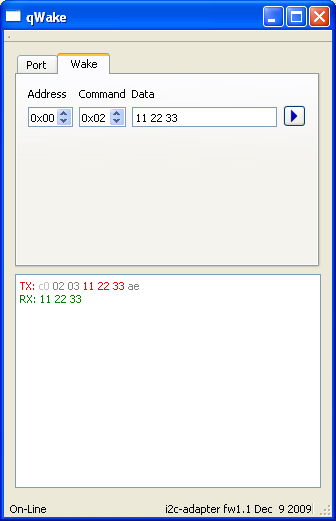 qWake
Port Wake
Address Command Data
0x00 0x02 11 22 33
TX: c0 02 03 11 22 33 ae
RX: 11 22 33
On-Line i2c-adapter fw1.1 Dec 9 2009